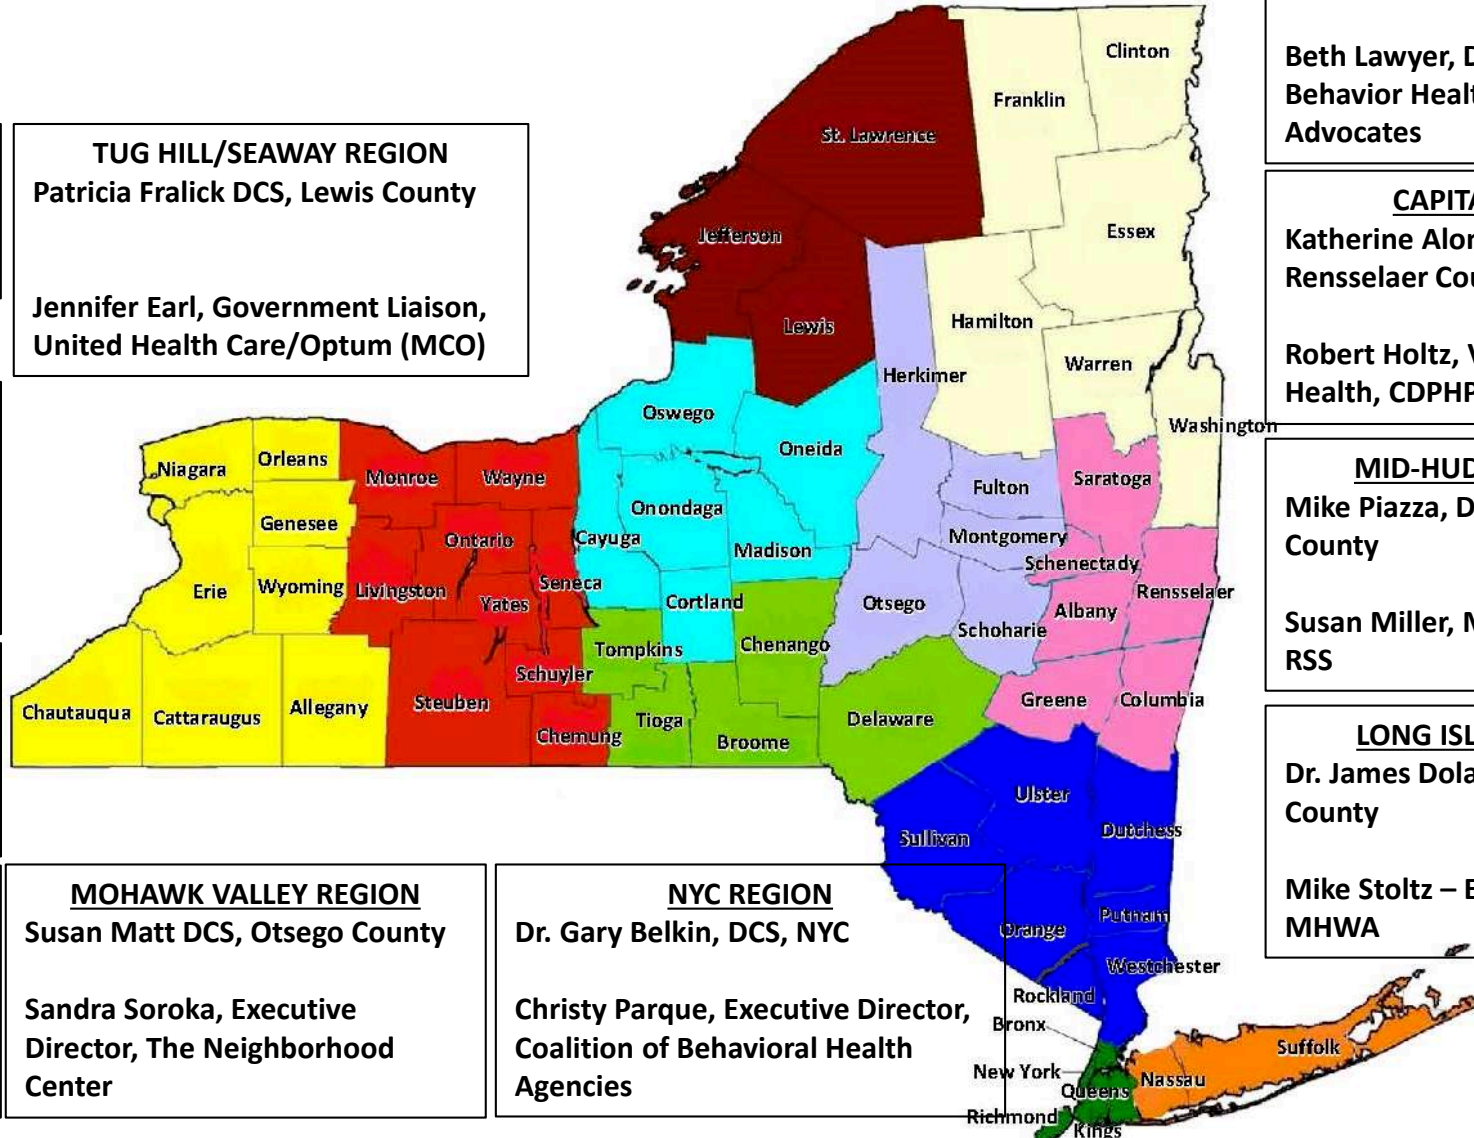 TUG HILL/SEAWAY REGION
Patricia Fralick DCS, Lewis County
Jennifer Earl, Government Liaison,
United Health Care/Optum (MCO)
MOHAWK VALLEY REGION
Susan Matt DCS, Otsego County
Sandra Soroka, Executive
Director, The Neighborhood
Center
NYC REGION
Dr. Gary Belkin, DCS, NYC
Christy Parque, Executive Director,
Coalition of Behavioral Health
Agencies
Clinton
Franklin
St. Lawrence
Essex
Jefferson
Lewis
Hamilton
Herkimer
Warren
Washington
Oswego
Oneida
Niagara
Orleans
Monroe
Wayne
Fulton
Saratoga
Genesee
Onondaga
Ontario
Cayuga
Madison
Montgomery
Schenectady
Erie
Wyoming
Livingston
Yates
Seneca
Cortland
Otsego
Schoharie
Albany
Rensselaer
Tompkins
Chenango
Schuyler
Chautauqua
Cattaraugus
Allegany
Steuben
Chemung
Tioga
Broome
Delaware
Greene
Columbia
Ulster
Sullivan
Dutchess
Orange
Putnam
Westchester
Rockland
Bronx
New York
Queens
Richmond
Kings
Nassau
Suffolk
Beth Lawyer, D
Behavior Healt
Advocates
CAPITA
Katherine Alon
Rensselaer Cou
Robert Holtz, V
Health, CDPHP
MID-HUD
Mike Piazza, D
County
Susan Miller, M
RSS
LONG ISL
Dr. James Dola
County
Mike Stoltz – E
MHWA